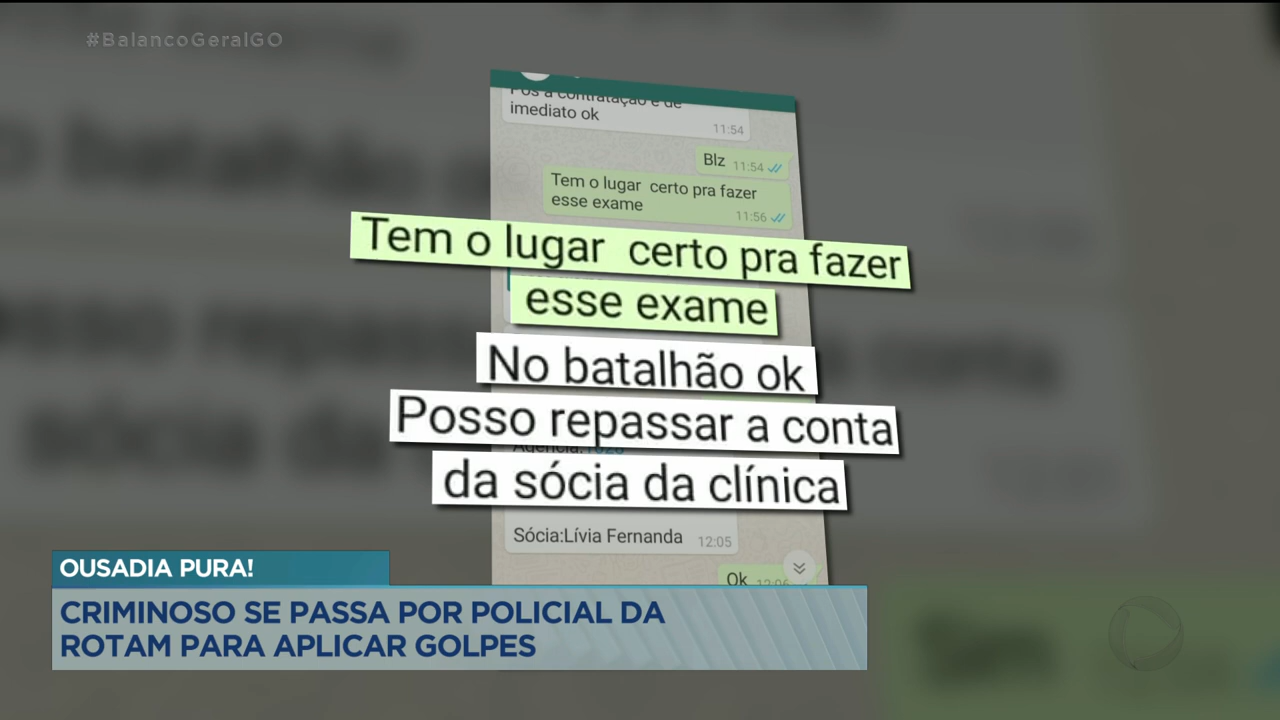 #BalancoGeralGO
Pós a contratação é de
imediato ok
11:54
Blz 11:54
Tem o lugar certo pra fazer
esse exame
11:56
Tem o lugar certo pra fazer
esse exame
No batalhão ok
Posso repassar a conta
da sócia da clínica
Sócia:Lívia Fernanda 12:05
Ok 12:06
OUSADIA PURA!
CRIMINOSO SE PASSA POR POLICIAL DA
ROTAM PARA APLICAR GOLPES